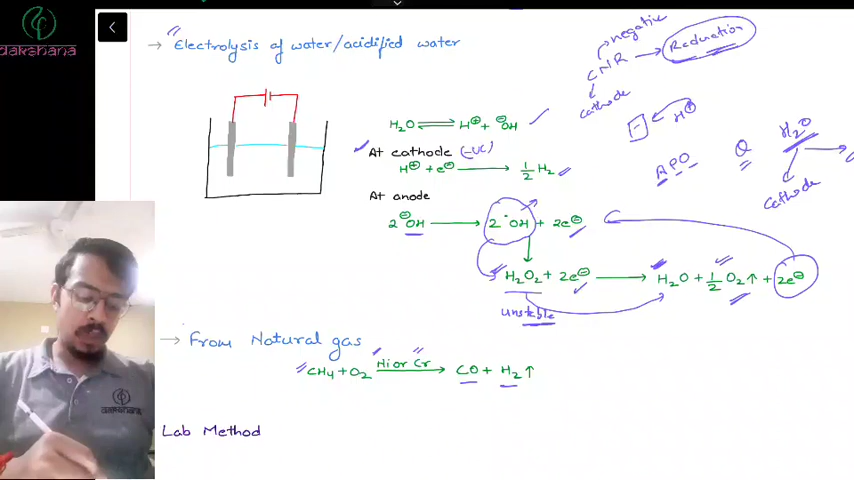 dakshana
→ Electrolysis of water/acidified water
negative
CNR → Reduction
cathode
H₂O ⇌ H⊕ + ⊖OH
At cathode (-ve)
H⊕ + e⊖ → 1/2 H₂
At anode
2 ⊖OH → 2 ·OH + 2e⊖
H₂O₂ + 2e⊖ → H₂O + 1/2 O₂↑ + 2e⊖
unstable
- H⊕
APO
H₂O
Cathode
→ From Natural gas
CH₄ + O₂ Ni or Cr → CO + H₂↑
Lab Method
dakshana